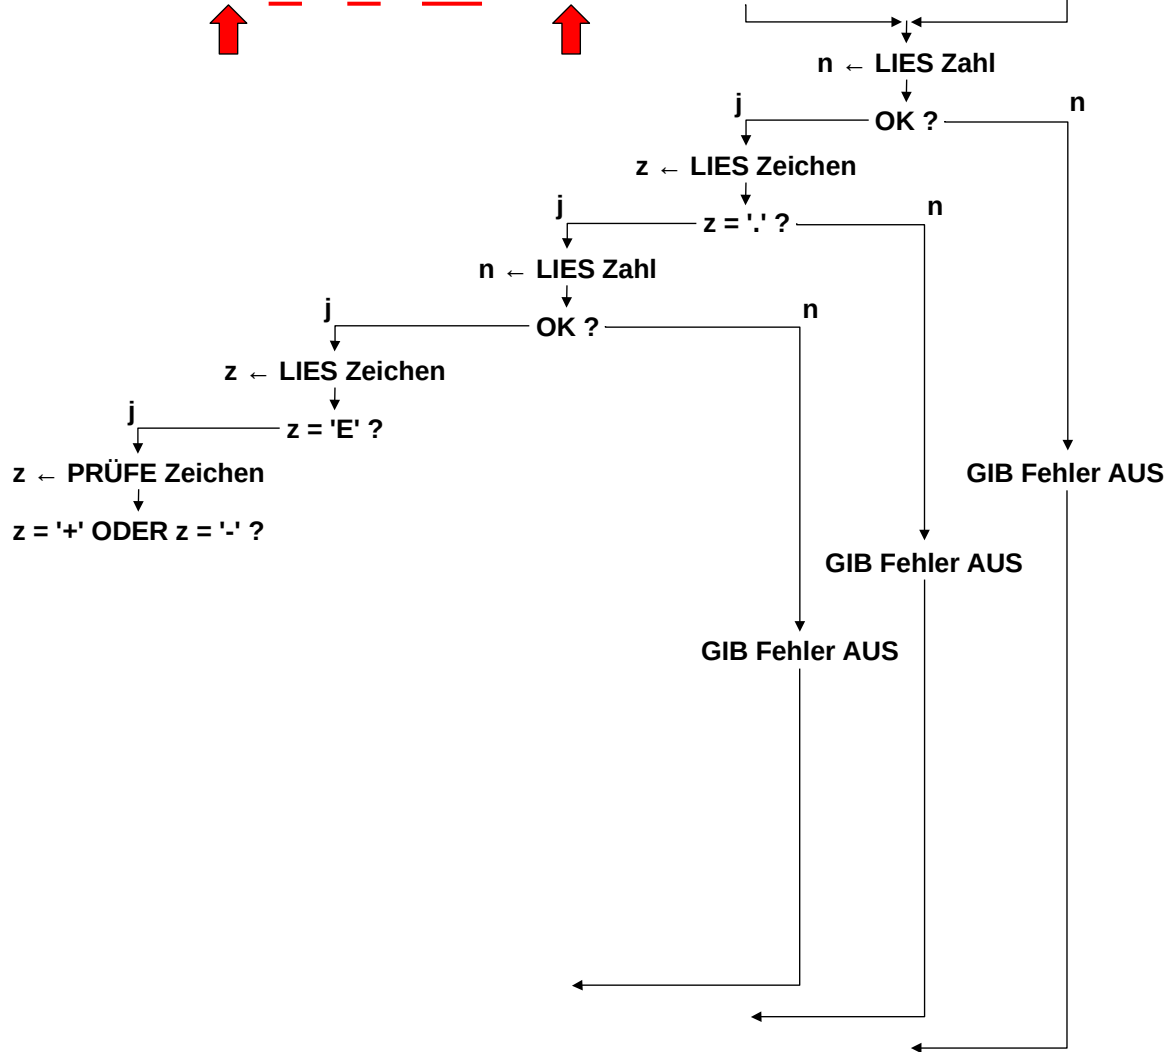 n ← LIES Zahl
j
n
OK ?
z ← LIES Zeichen
j
n
z = '.' ?
n ← LIES Zahl
j
n
OK ?
z ← LIES Zeichen
j
z = 'E' ?
z ← PRÜFE Zeichen
GIB Fehler AUS
z = '+' ODER z = '-' ?
GIB Fehler AUS
GIB Fehler AUS